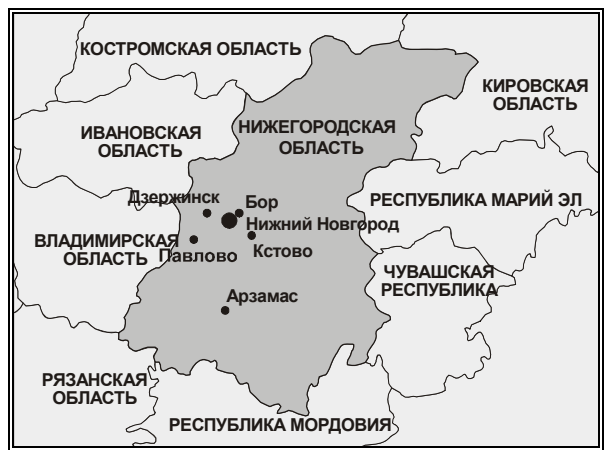 КОСТРОМСКАЯ ОБЛАСТЬ
КИРОВСКАЯ
ОБЛАСТЬ
ИВАНОВСКАЯ
ОБЛАСТЬ
НИЖЕГОРОДСКАЯ
ОБЛАСТЬ
Дзержинск
Бор
РЕСПУБЛИКА МАРИЙ ЭЛ
Нижний Новгород
ВЛАДИМИРСКАЯ
ОБЛАСТЬ
Павлово
Кстово
ЧУВАШСКАЯ
РЕСПУБЛИКА
Арзамас
РЯЗАНСКАЯ
ОБЛАСТЬ
РЕСПУБЛИКА МОРДОВИЯ